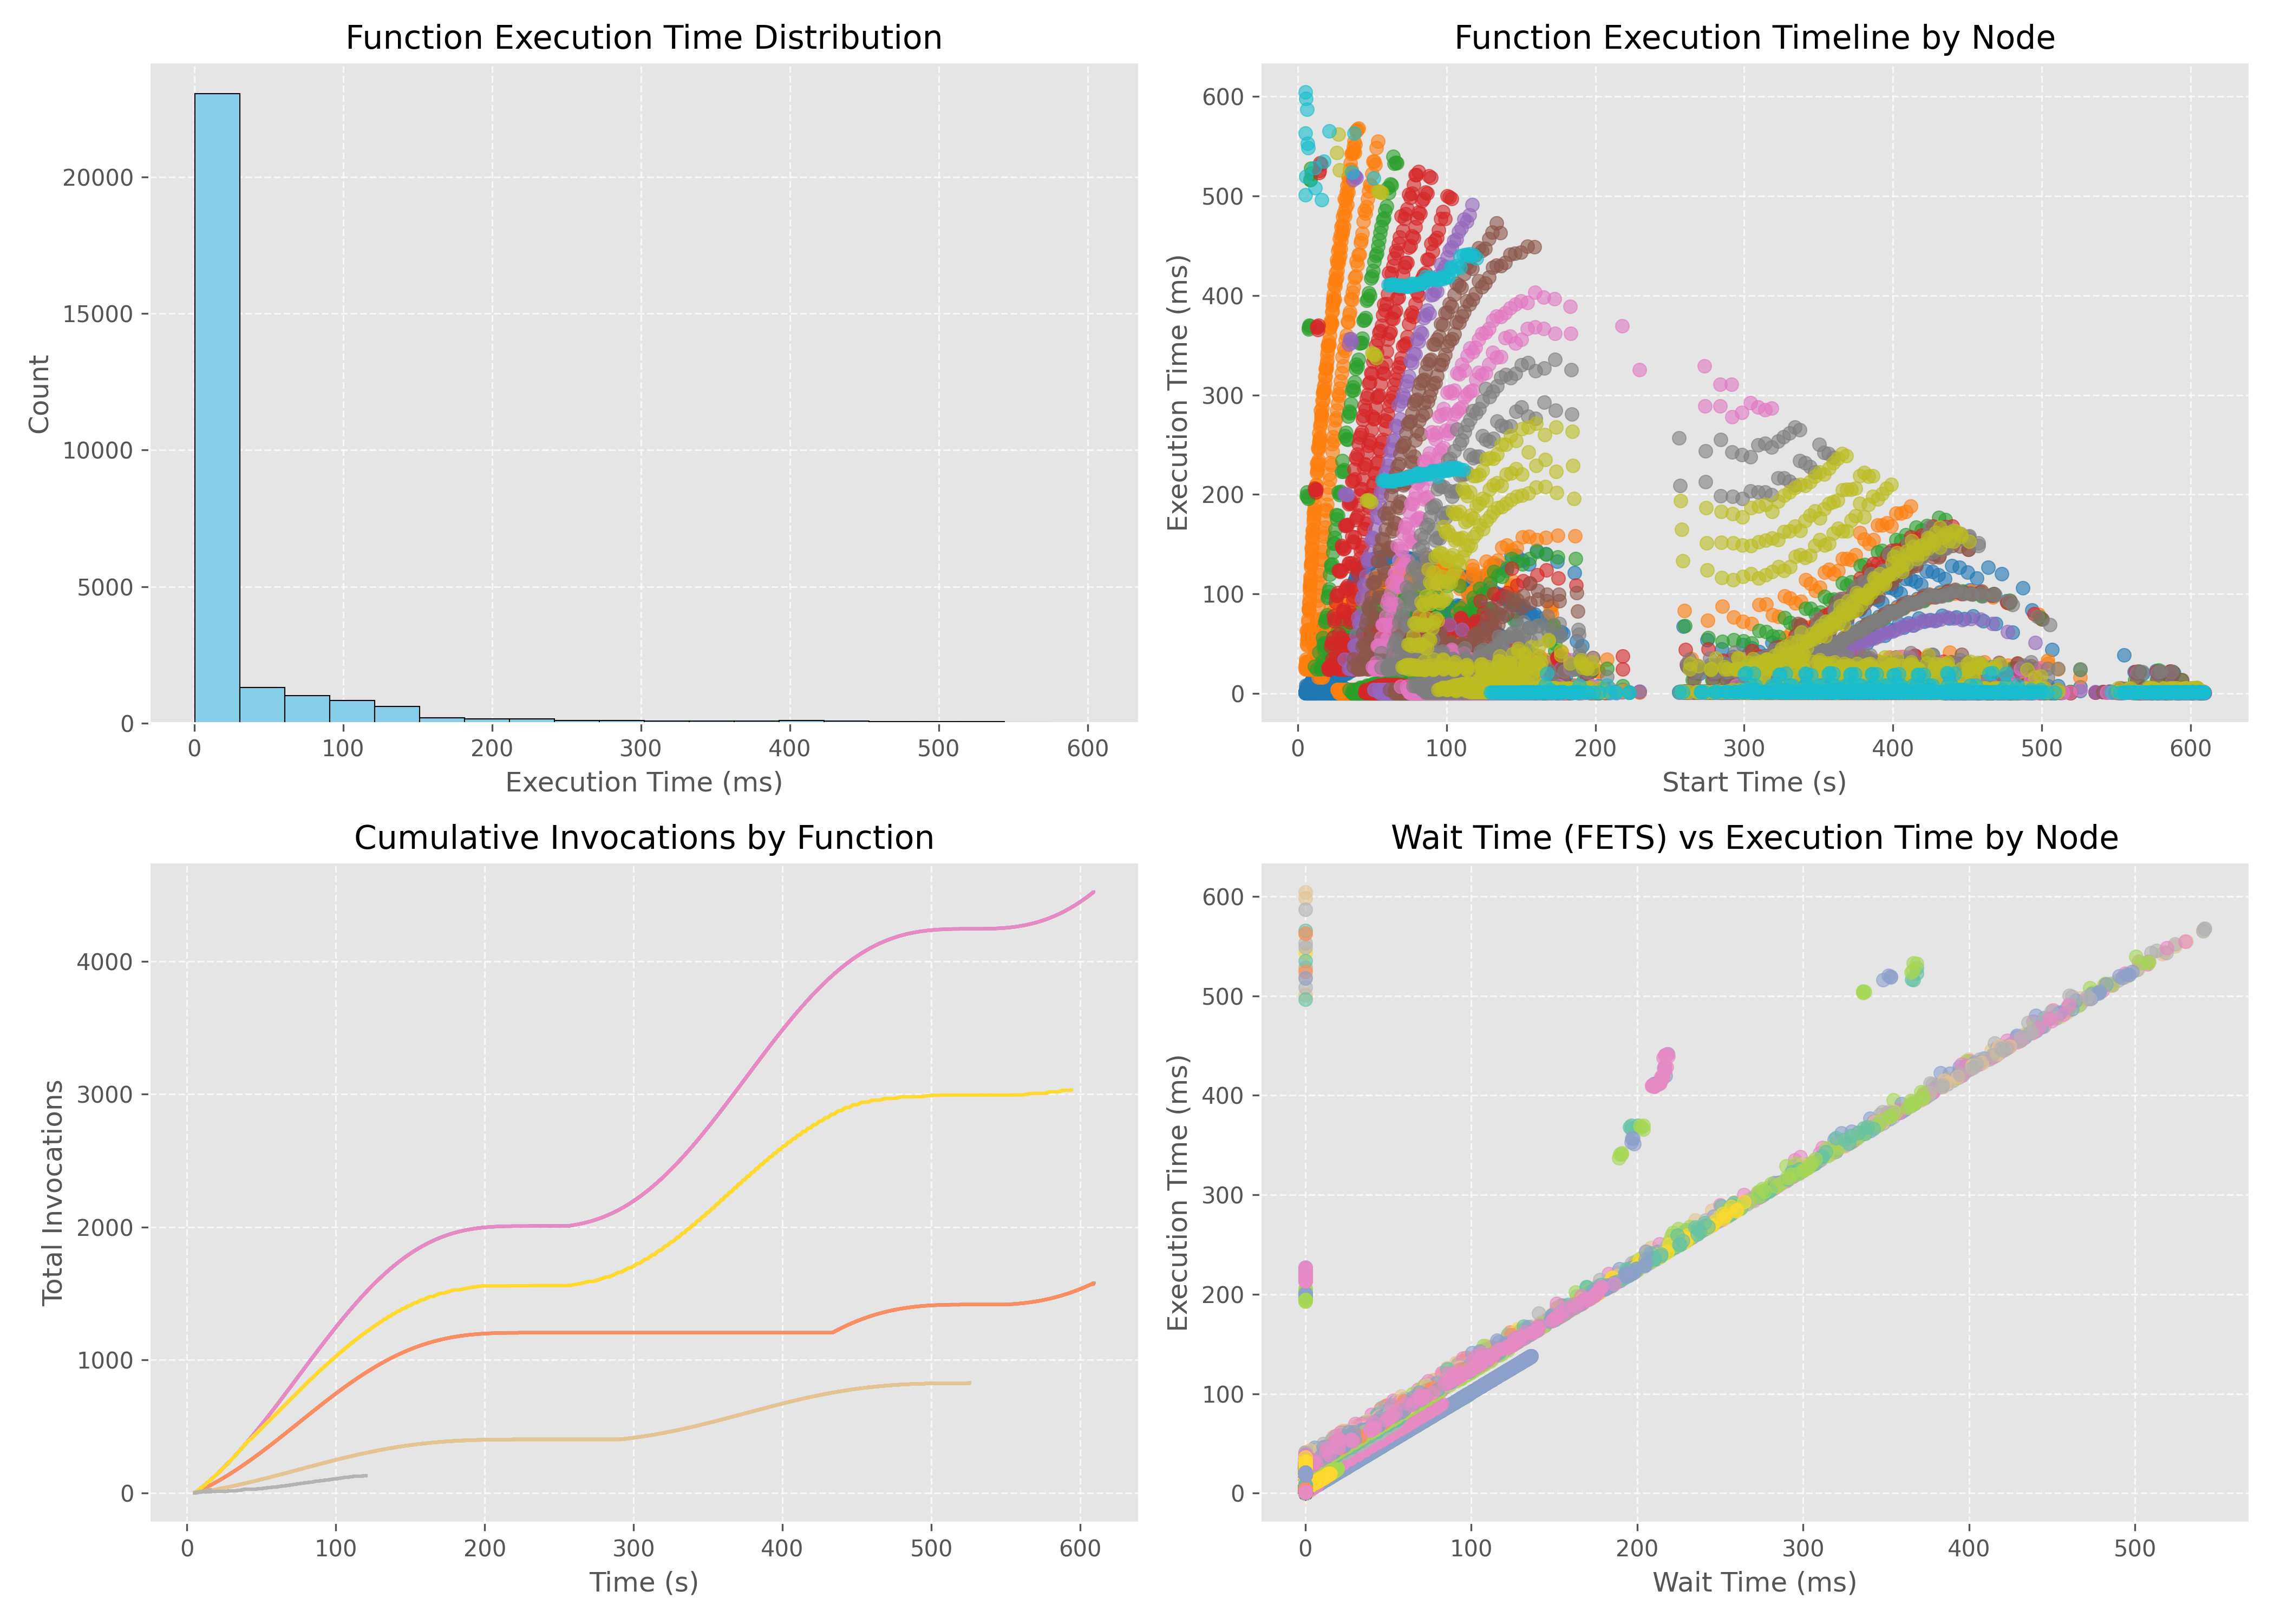 Function Execution Time Distribution
Count
20000
15000
10000
5000
0
0 100 200 300 400 500 600
Execution Time (ms)
Function Execution Timeline by Node
Execution Time (ms)
600
500
400
300
200
100
0
0 100 200 300 400 500 600
Start Time (s)
Cumulative Invocations by Function
Total Invocations
4000
3000
2000
1000
0
0 100 200 300 400 500 600
Time (s)
Wait Time (FETS) vs Execution Time by Node
Execution Time (ms)
600
500
400
300
200
100
0
0 100 200 300 400 500
Wait Time (ms)